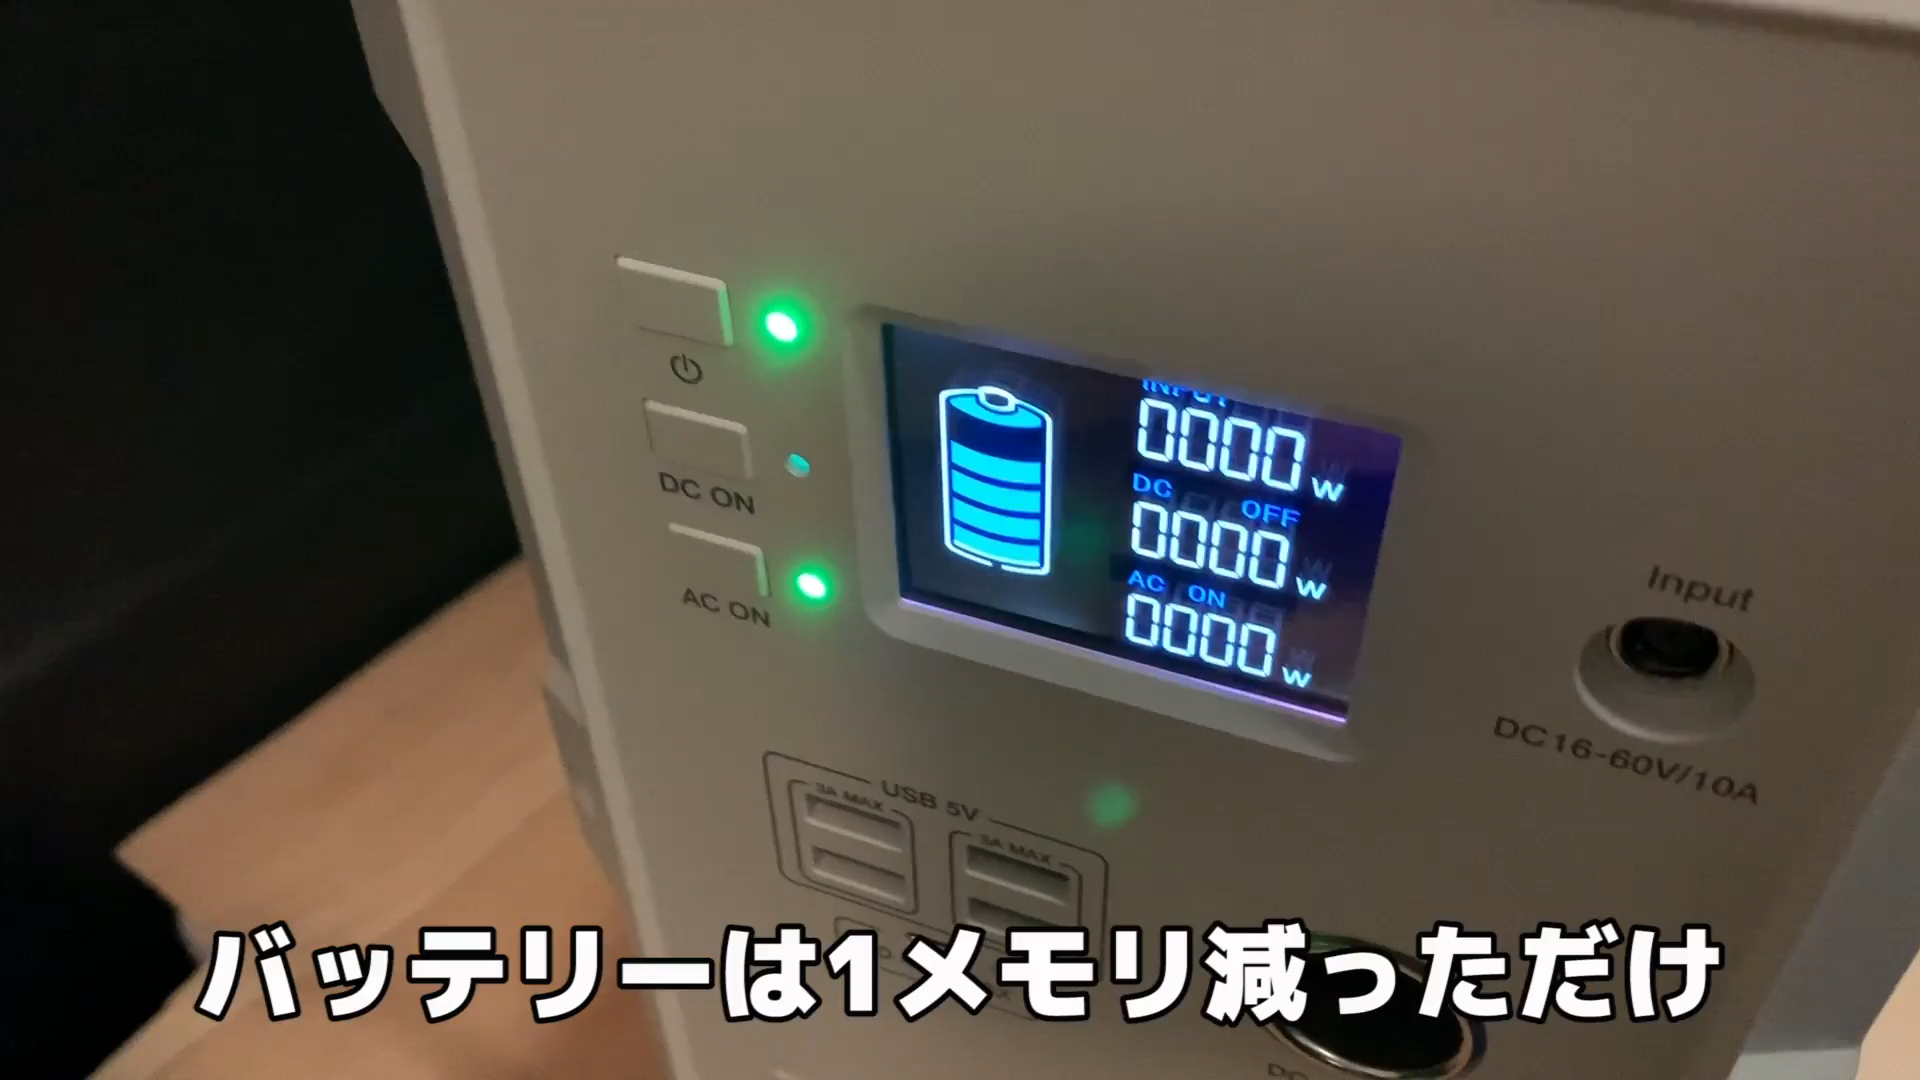 INPUT
0000 W
DC OFF
0000 W
AC ON
0000 W
DC ON
AC ON
Input
DC16-60V/10A
USB 5V
3A MAX
3A MAX
バッテリーは1メモリ減っただけ
DC